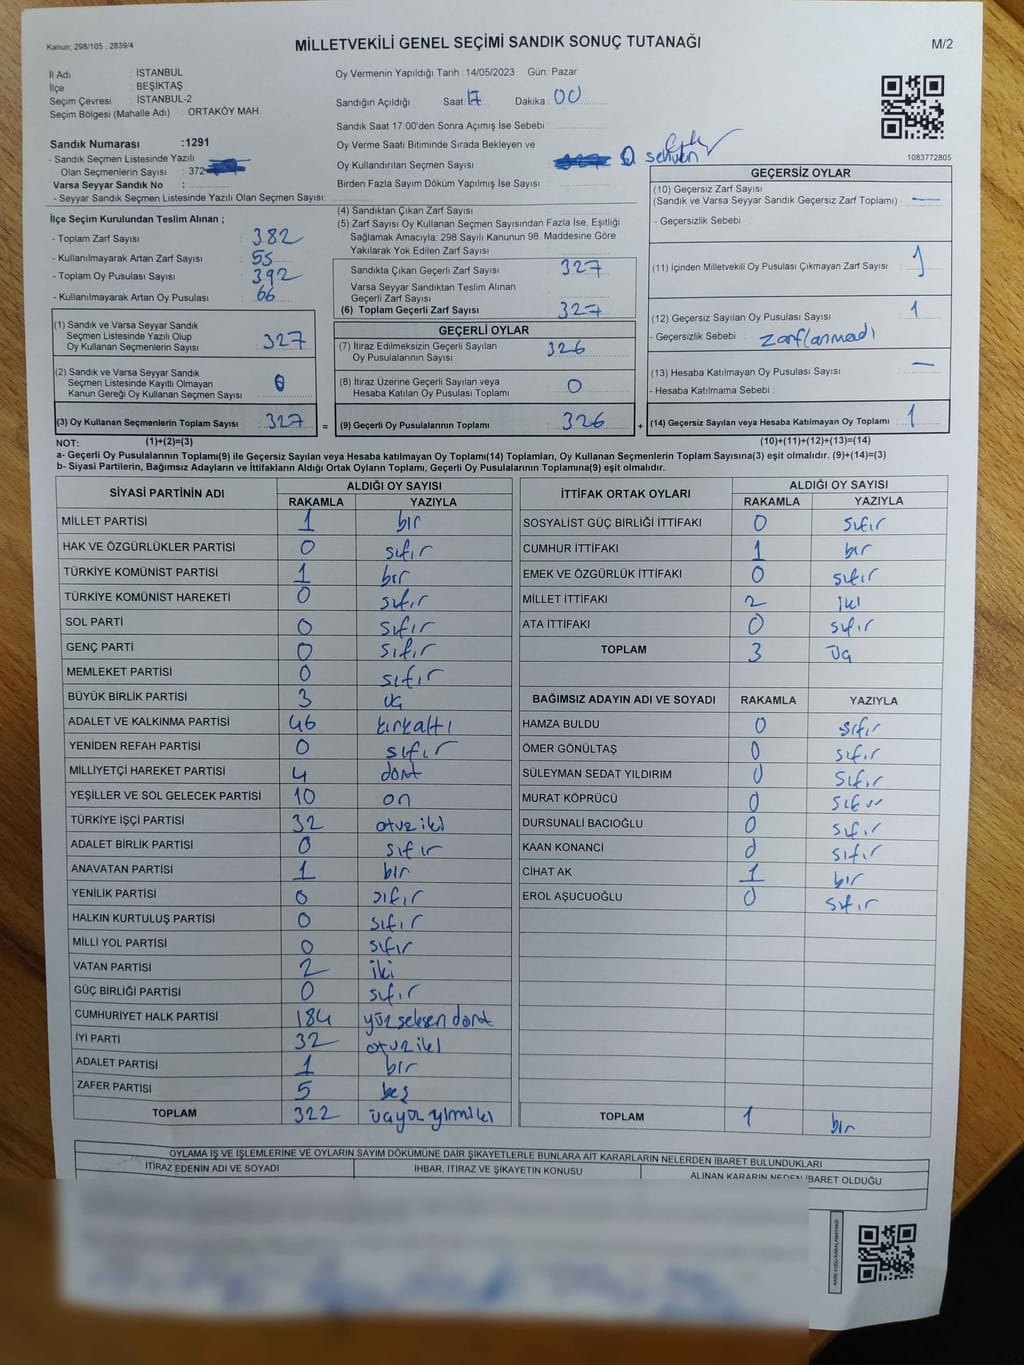 Kanun; 298/105 , 2839/4
MİLLETVEKİLİ GENEL SEÇİMİ SANDIK SONUÇ TUTANAĞI
M/2
İl Adı : İSTANBUL
İlçe : BEŞİKTAŞ
Seçim Çevresi : İSTANBUL-2
Seçim Bölgesi (Mahalle Adı) : ORTAKÖY MAH.
Oy Vermenin Yapıldığı Tarih :14/05/2023 Gün: Pazar
Sandığın Açıldığı Saat: 17 Dakika: 00
Sandık Saat 17:00'den Sonra Açımış İse Sebebi :
Oy Verme Saati Bitiminde Sırada Bekleyen ve
Oy Kullandırılan Seçmen Sayısı 0 sehven
Birden Fazla Sayım Döküm Yapılmış İse Sayısı
1083772805
Sandık Numarası :1291
- Sandık Seçmen Listesinde Yazılı
Olan Seçmenlerin Sayısı : 372
Varsa Seyyar Sandık No :
- Seyyar Sandık Seçmen Listesinde Yazılı Olan Seçmen Sayısı:
İlçe Seçim Kurulundan Teslim Alınan ;
- Toplam Zarf Sayısı : 382
- Kullanılmayarak Artan Zarf Sayısı : 55
- Toplam Oy Pusulası Sayısı : 392
- Kullanılmayarak Artan Oy Pusulası : 66
(1) Sandık ve Varsa Seyyar Sandık
Seçmen Listesinde Yazılı Olup
Oy Kullanan Seçmenlerin Sayısı : 327
(2) Sandık ve Varsa Seyyar Sandık
Seçmen Listesinde Kayıtlı Olmayan
Kanun Gereği Oy Kullanan Seçmen Sayısı : 0
(3) Oy Kullanan Seçmenlerin Toplam Sayısı : 327
(4) Sandıktan Çıkan Zarf Sayısı :
(5) Zarf Sayısı Oy Kullanan Seçmen Sayısından Fazla İse, Eşitliği
Sağlamak Amacıyla, 298 Sayılı Kanunun 98. Maddesine Göre
Yakılarak Yok Edilen Zarf Sayısı :
Sandıkta Çıkan Geçerli Zarf Sayısı : 327
Varsa Seyyar Sandıktan Teslim Alınan
Geçerli Zarf Sayısı :
(6) Toplam Geçerli Zarf Sayısı : 327
GEÇERLİ OYLAR
(7) İtiraz Edilmeksizin Geçerli Sayılan
Oy Pusulalarının Sayısı : 326
(8) İtiraz Üzerine Geçerli Sayılan veya
Hesaba Katılan Oy Pusulası Toplamı : 0
= (9) Geçerli Oy Pusulalarının Toplamı : 326
GEÇERSİZ OYLAR
(10) Geçersiz Zarf Sayısı
(Sandık ve Varsa Seyyar Sandık Geçersiz Zarf Toplamı) : —
- Geçersizlik Sebebi :
(11) İçinden Milletvekili Oy Pusulası Çıkmayan Zarf Sayısı : 1
(12) Geçersiz Sayılan Oy Pusulası Sayısı : 1
- Geçersizlik Sebebi : zarflanmadı
(13) Hesaba Katılmayan Oy Pusulası Sayısı : —
- Hesaba Katılmama Sebebi :
+ (14) Geçersiz Sayılan veya Hesaba Katılmayan Oy Toplamı : 1
NOT: (1)+(2)=(3)
(10)+(11)+(12)+(13)=(14)
a- Geçerli Oy Pusulalarının Toplamı(9) ile Geçersiz Sayılan veya Hesaba katılmayan Oy Toplamı(14) Toplamları, Oy Kullanan Seçmenlerin Toplam Sayısına(3) eşit olmalıdır. (9)+(14)=(3)
b- Siyasi Partilerin, Bağımsız Adayların ve İttifakların Aldığı Ortak Oyların Toplamı, Geçerli Oy Pusulalarının Toplamına(9) eşit olmalıdır.
SİYASİ PARTİNİN ADI ALDIĞI OY SAYISI
RAKAMLA YAZIYLA
MİLLET PARTİSİ 1 bir
HAK VE ÖZGÜRLÜKLER PARTİSİ 0 sıfır
TÜRKİYE KOMÜNİST PARTİSİ 1 bir
TÜRKİYE KOMÜNİST HAREKETİ 0 sıfır
SOL PARTİ 0 sıfır
GENÇ PARTİ 0 sıfır
MEMLEKET PARTİSİ 0 sıfır
BÜYÜK BİRLİK PARTİSİ 3 üç
ADALET VE KALKINMA PARTİSİ 46 kırkaltı
YENİDEN REFAH PARTİSİ 0 sıfır
MİLLİYETÇİ HAREKET PARTİSİ 4 dört
YEŞİLLER VE SOL GELECEK PARTİSİ 10 on
TÜRKİYE İŞÇİ PARTİSİ 32 otuziki
ADALET BİRLİK PARTİSİ 0 sıfır
ANAVATAN PARTİSİ 1 bir
YENİLİK PARTİSİ 0 sıfır
HALKIN KURTULUŞ PARTİSİ 0 sıfır
MİLLİ YOL PARTİSİ 0 sıfır
VATAN PARTİSİ 2 iki
GÜÇ BİRLİĞİ PARTİSİ 0 sıfır
CUMHURİYET HALK PARTİSİ 184 yüzseksendört
İYİ PARTİ 32 otuziki
ADALET PARTİSİ 1 bir
ZAFER PARTİSİ 5 beş
TOPLAM 322 üçyüzyirmiiki
İTTİFAK ORTAK OYLARI ALDIĞI OY SAYISI
RAKAMLA YAZIYLA
SOSYALİST GÜÇ BİRLİĞİ İTTİFAKI 0 sıfır
CUMHUR İTTİFAKI 1 bir
EMEK VE ÖZGÜRLÜK İTTİFAKI 0 sıfır
MİLLET İTTİFAKI 2 iki
ATA İTTİFAKI 0 sıfır
TOPLAM 3 üç
BAĞIMSIZ ADAYIN ADI VE SOYADI RAKAMLA YAZIYLA
HAMZA BULDU 0 sıfır
ÖMER GÖNÜLTAŞ 0 sıfır
SÜLEYMAN SEDAT YILDIRIM 0 sıfır
MURAT KÖPRÜCÜ 0 sıfır
DURSUNALİ BACIOĞLU 0 sıfır
KAAN KONANCİ 0 sıfır
CİHAT AK 1 bir
EROL AŞUCUOĞLU 0 sıfır
TOPLAM 1 bir
OYLAMA İŞ VE İŞLEMLERİNE VE OYLARIN SAYIM DÖKÜMÜNE DAİR ŞİKAYETLERLE BUNLARA AİT KARARLARIN NELERDEN İBARET BULUNDUKLARI
İTİRAZ EDENİN ADI VE SOYADI İHBAR, İTİRAZ VE ŞİKAYETİN KONUSU ALINAN KARARIN NEDEN İBARET OLDUĞU